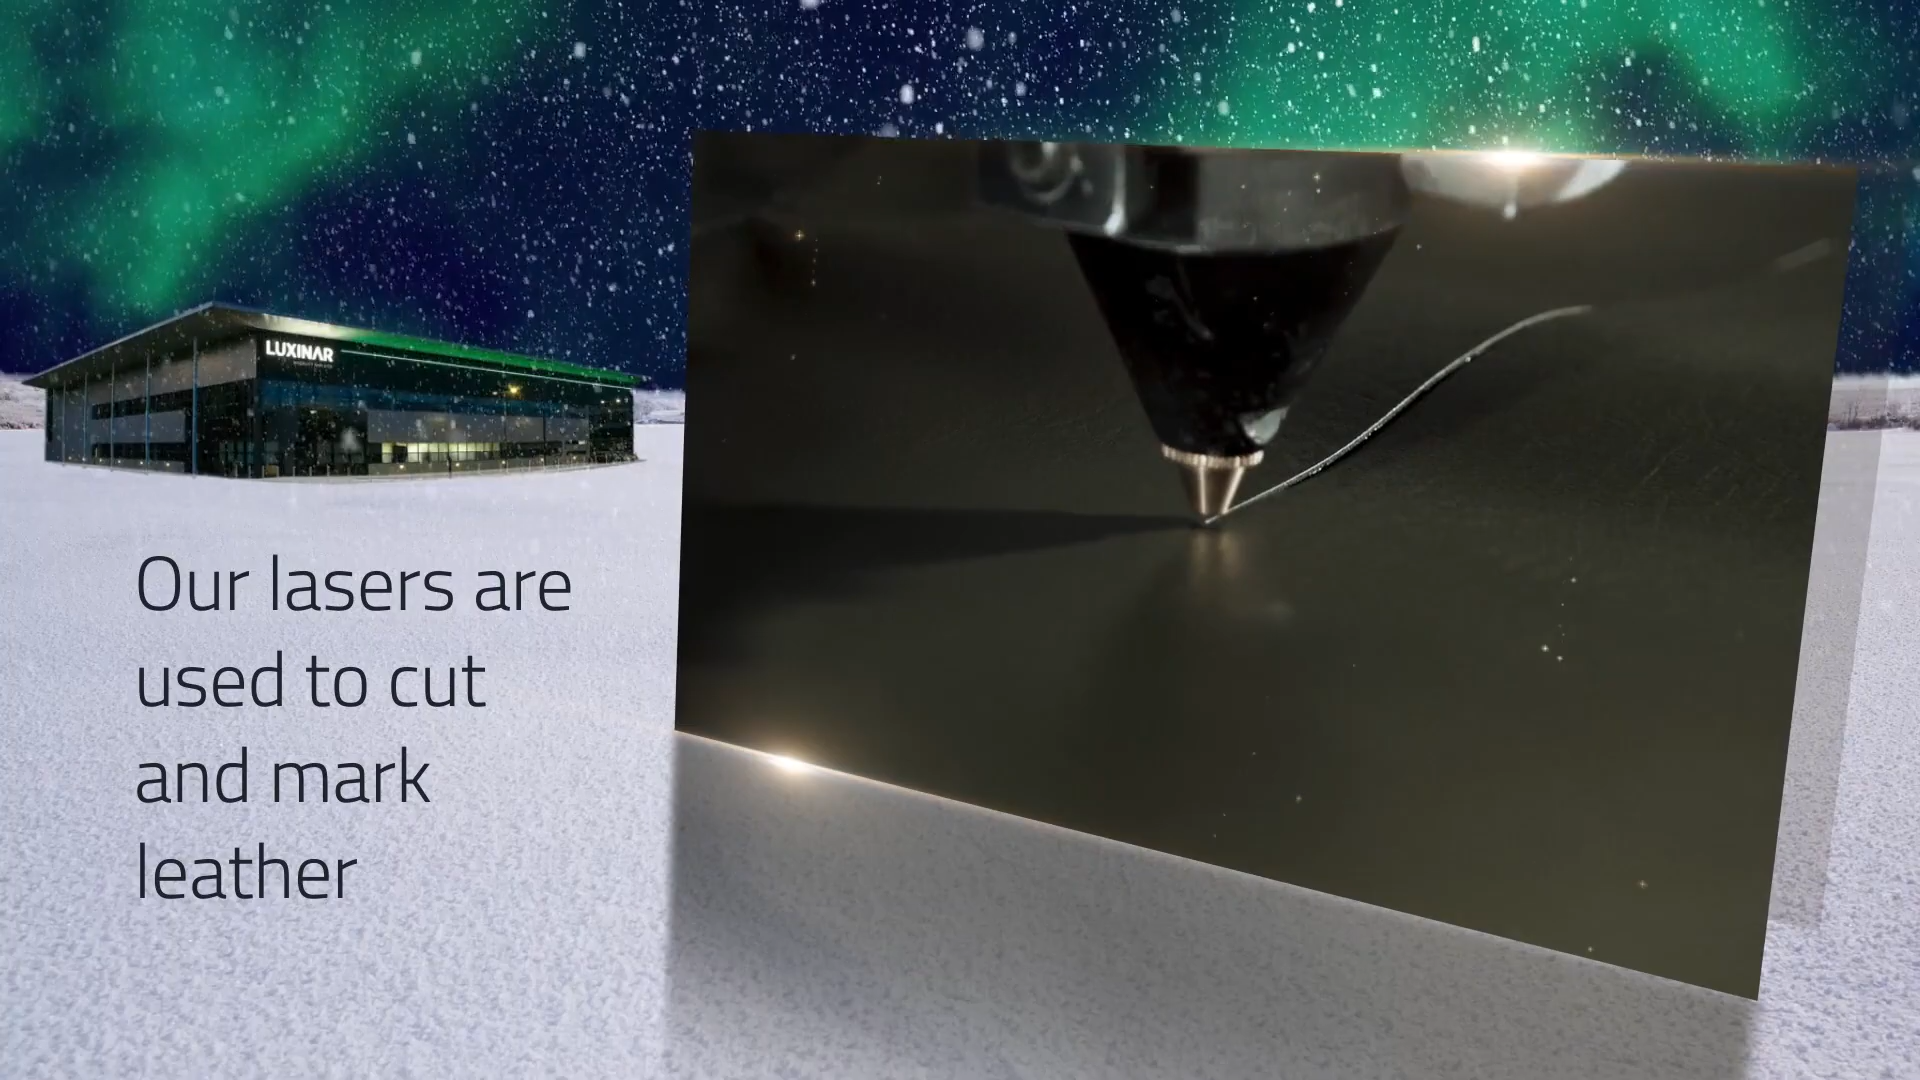 LUXINAR
Our lasers are
used to cut
and mark
leather